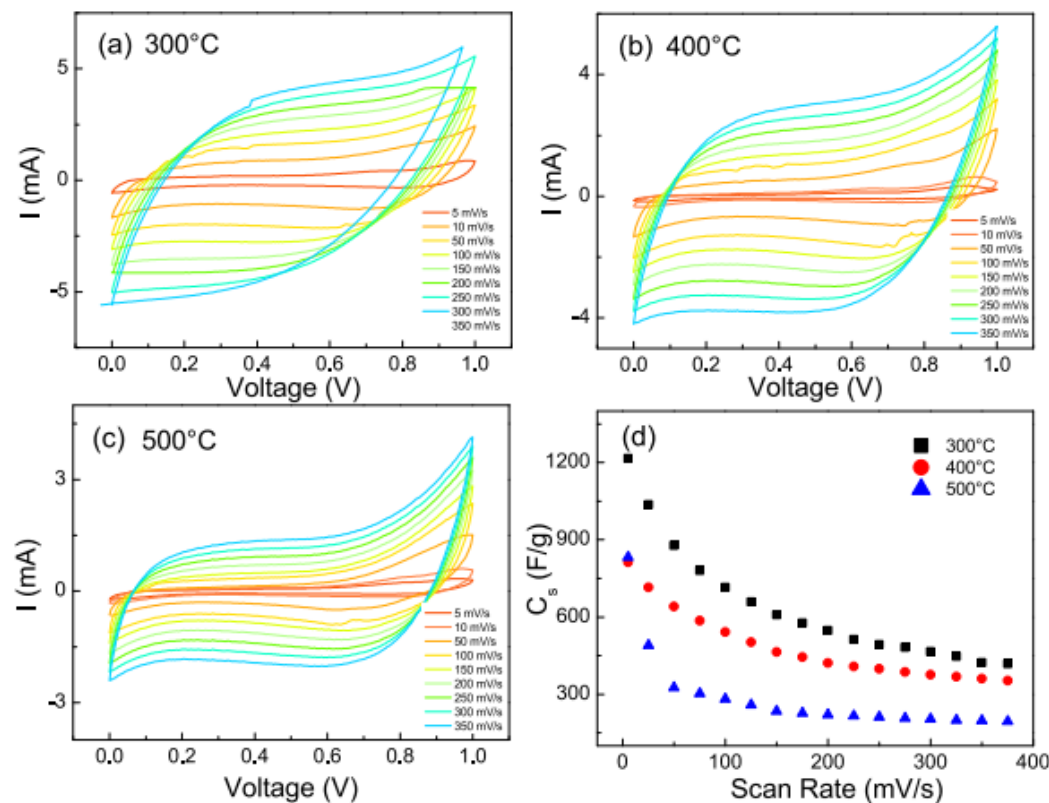 (a) 300°C
5
0
-5
I (mA)
5 mV/s
10 mV/s
50 mV/s
100 mV/s
150 mV/s
200 mV/s
250 mV/s
300 mV/s
350 mV/s
0.0 0.2 0.4 0.6 0.8 1.0
Voltage (V)
(b) 400°C
4
0
-4
I (mA)
5 mV/s
10 mV/s
50 mV/s
100 mV/s
150 mV/s
200 mV/s
250 mV/s
300 mV/s
350 mV/s
0.0 0.2 0.4 0.6 0.8 1.0
Voltage (V)
(c) 500°C
3
0
-3
I (mA)
5 mV/s
10 mV/s
50 mV/s
100 mV/s
150 mV/s
200 mV/s
250 mV/s
300 mV/s
350 mV/s
0.0 0.2 0.4 0.6 0.8 1.0
Voltage (V)
(d)
300°C
400°C
500°C
1200
900
600
300
Cs (F/g)
0 100 200 300 400
Scan Rate (mV/s)